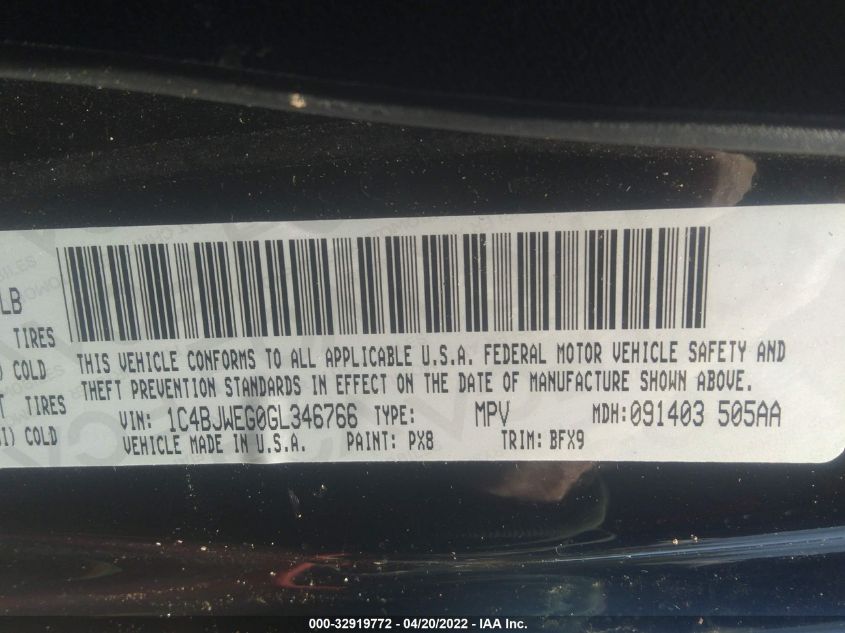 LB
TIRES
COLD
THIS VEHICLE CONFORMS TO ALL APPLICABLE U.S.A. FEDERAL MOTOR VEHICLE SAFETY AND
THEFT PREVENTION STANDARDS IN EFFECT ON THE DATE OF MANUFACTURE SHOWN ABOVE.
TIRES
COLD
VIN: 1C4BJWEG0GL346766 TYPE: MPV MDH: 091403 505AA
VEHICLE MADE IN U.S.A. PAINT: PX8 TRIM: BFX9
000-32919772 - 04/20/2022 - IAA Inc.